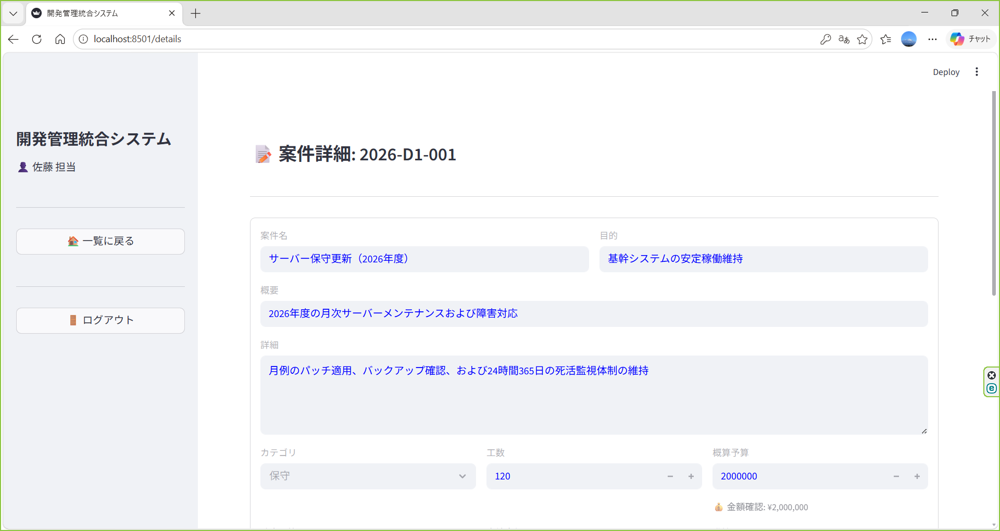 開発管理統合システム
localhost:8501/details
チャット
Deploy
開発管理統合システム
佐藤 担当
一覧に戻る
ログアウト
案件詳細: 2026-D1-001
案件名
サーバー保守更新（2026年度）
目的
基幹システムの安定稼働維持
概要
2026年度の月次サーバーメンテナンスおよび障害対応
詳細
月例のパッチ適用、バックアップ確認、および24時間365日の死活監視体制の維持
カテゴリ
保守
工数
120
概算予算
2000000
金額確認: ¥2,000,000